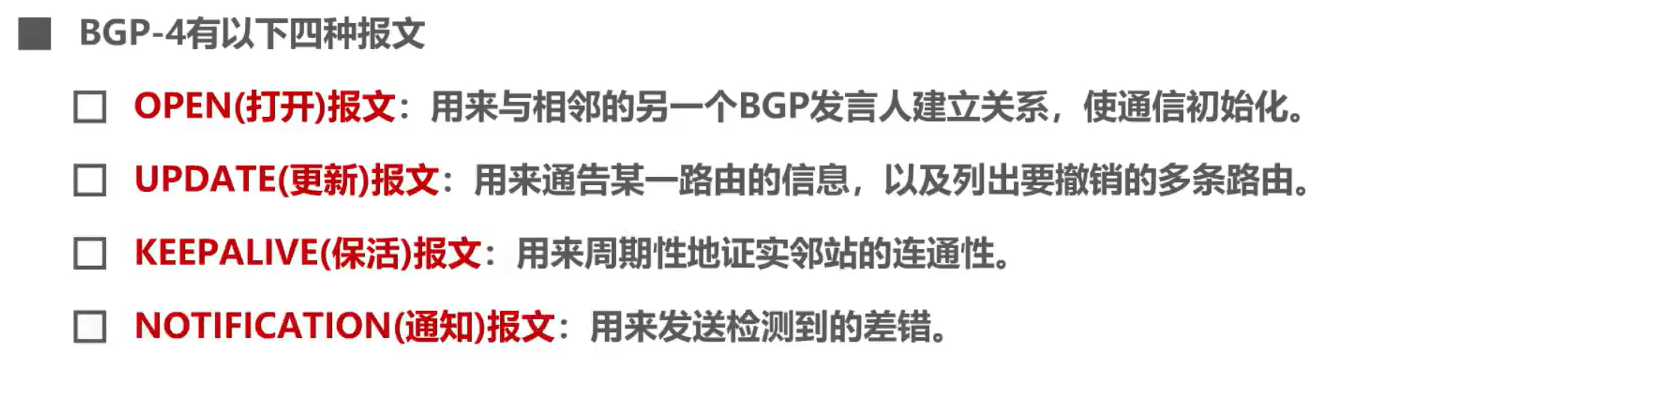 BGP-4有以下四种报文
OPEN(打开)报文：用来与相邻的另一个BGP发言人建立关系，使通信初始化。
UPDATE(更新)报文：用来通告某一路由的信息，以及列出要撤销的多条路由。
KEEPALIVE(保活)报文：用来周期性地证实邻站的连通性。
NOTIFICATION(通知)报文：用来发送检测到的差错。